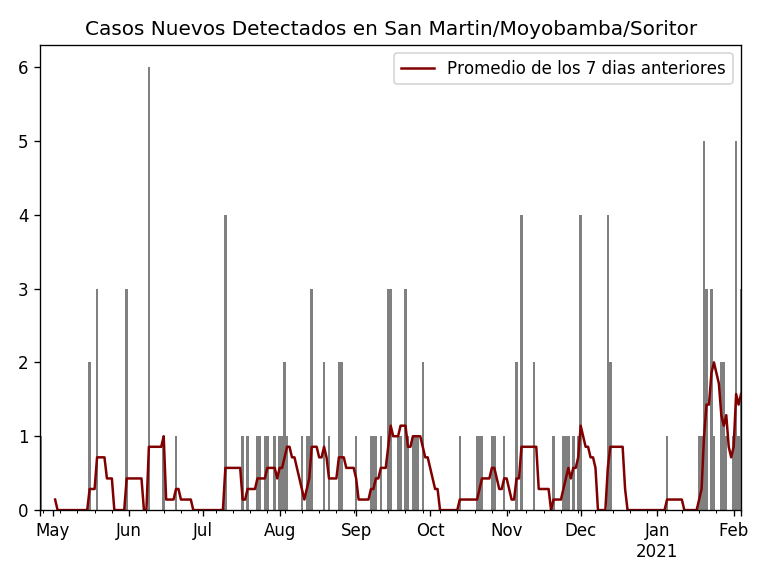 Casos Nuevos Detectados en San Martin/Moyobamba/Soritor
Promedio de los 7 dias anteriores
6
5
4
3
2
1
0
May Jun Jul Aug Sep Oct Nov Dec Jan Feb
2021